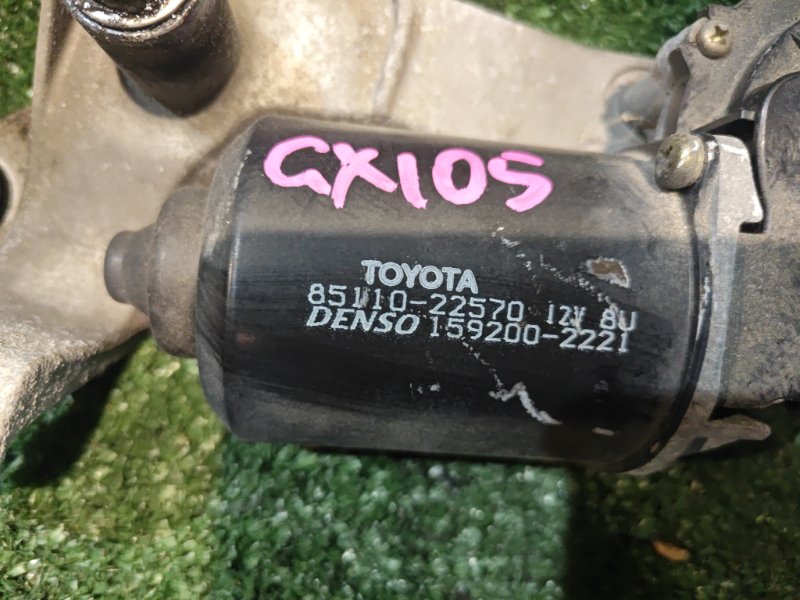 GX105
TOYOTA
85110-22570 12V 8U
DENSO 159200-2221